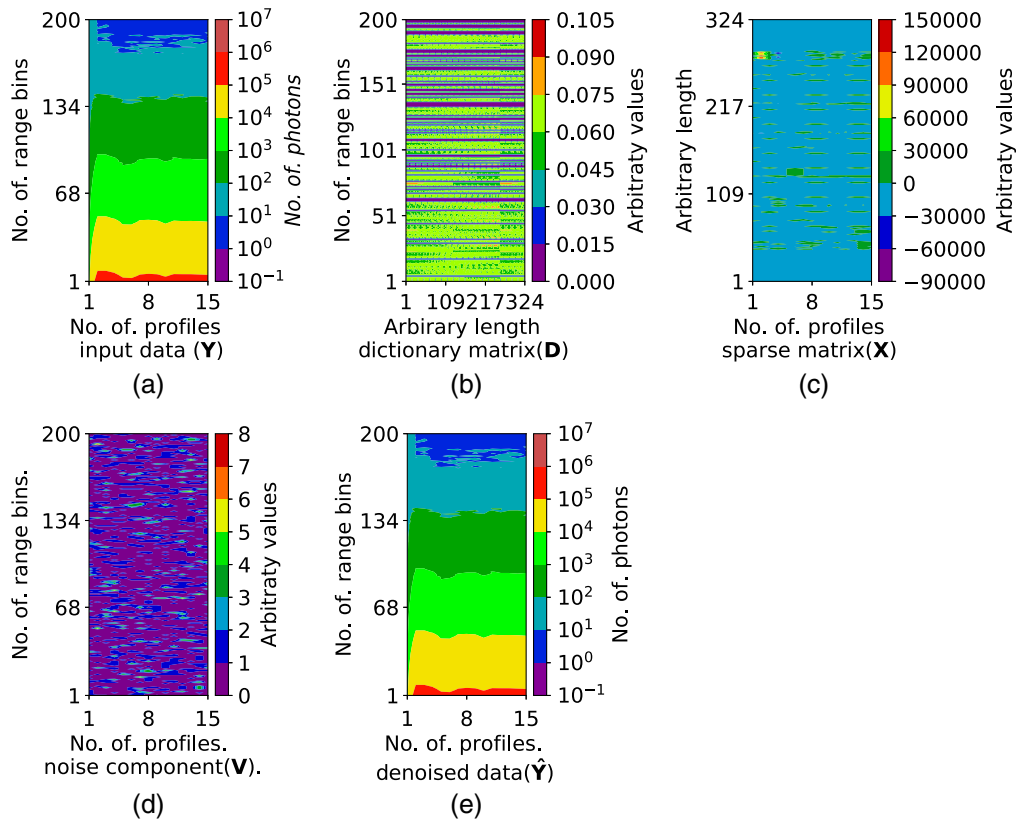 200
134
68
1
1 8 15
No. of. range bins
No. of. profiles
input data (Y)
(a)
10^7
10^6
10^5
10^4
10^3
10^2
10^1
10^0
10^-1
No. of. photons
200
151
101
51
1
1 109217324
No. of. range bins
Arbirary length
dictionary matrix(D)
(b)
0.105
0.090
0.075
0.060
0.045
0.030
0.015
0.000
Arbitraty values
324
217
109
1
1 15
Arbitrary length
No. of. profiles
sparse matrix(X)
(c)
150000
120000
90000
60000
30000
0
−30000
−60000
−90000
Arbitraty values
200
134
68
1
1 8 15
No. of. range bins.
No. of. profiles.
noise component(V).
(d)
8
7
6
5
4
3
2
1
0
Arbitraty values
200
134
68
1
1 8 15
No. of. range bins
No. of. profiles.
denoised data(Ŷ)
(e)
10^7
10^6
10^5
10^4
10^3
10^2
10^1
10^0
10^-1
No. of. photons